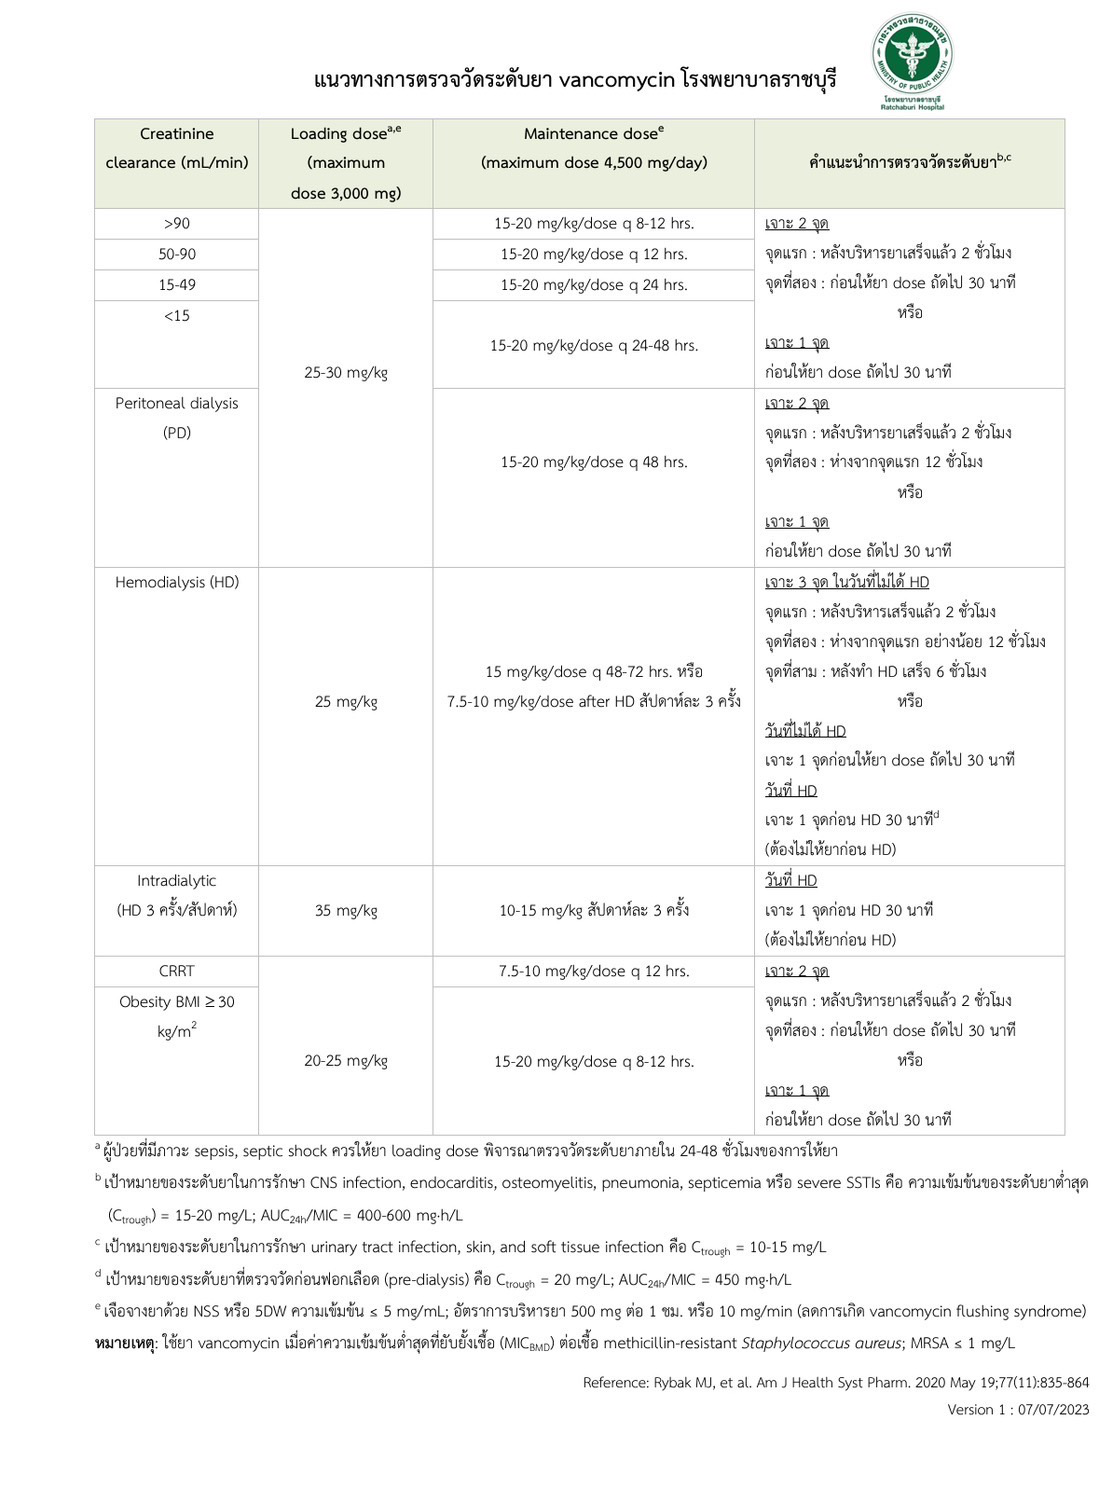 กระทรวงสาธารณสุข
MINISTRY OF PUBLIC HEALTH
โรงพยาบาลราชบุรี
Ratchaburi Hospital
แนวทางการตรวจวัดระดับยา vancomycin โรงพยาบาลราชบุรี
Creatinine
clearance (mL/min)
Loading dose^a,e
(maximum
dose 3,000 mg)
Maintenance dose^e
(maximum dose 4,500 mg/day)
คำแนะนำการตรวจวัดระดับยา^b,c
>90
50-90
15-49
<15
25-30 mg/kg
15-20 mg/kg/dose q 8-12 hrs.
15-20 mg/kg/dose q 12 hrs.
15-20 mg/kg/dose q 24 hrs.
15-20 mg/kg/dose q 24-48 hrs.
เจาะ 2 จุด
จุดแรก : หลังบริหารยาเสร็จแล้ว 2 ชั่วโมง
จุดที่สอง : ก่อนให้ยา dose ถัดไป 30 นาที
หรือ
เจาะ 1 จุด
ก่อนให้ยา dose ถัดไป 30 นาที
Peritoneal dialysis
(PD)
15-20 mg/kg/dose q 48 hrs.
เจาะ 2 จุด
จุดแรก : หลังบริหารยาเสร็จแล้ว 2 ชั่วโมง
จุดที่สอง : ห่างจากจุดแรก 12 ชั่วโมง
หรือ
เจาะ 1 จุด
ก่อนให้ยา dose ถัดไป 30 นาที
Hemodialysis (HD)
25 mg/kg
15 mg/kg/dose q 48-72 hrs. หรือ
7.5-10 mg/kg/dose after HD สัปดาห์ละ 3 ครั้ง
เจาะ 3 จุด ในวันที่ไม่ได้ HD
จุดแรก : หลังบริหารเสร็จแล้ว 2 ชั่วโมง
จุดที่สอง : ห่างจากจุดแรก อย่างน้อย 12 ชั่วโมง
จุดที่สาม : หลังทำ HD เสร็จ 6 ชั่วโมง
หรือ
วันที่ไม่ได้ HD
เจาะ 1 จุดก่อนให้ยา dose ถัดไป 30 นาที
วันที่ HD
เจาะ 1 จุดก่อน HD 30 นาที^d
(ต้องไม่ให้ยาก่อน HD)
Intradialytic
(HD 3 ครั้ง/สัปดาห์)
35 mg/kg
10-15 mg/kg สัปดาห์ละ 3 ครั้ง
วันที่ HD
เจาะ 1 จุดก่อน HD 30 นาที
(ต้องไม่ให้ยาก่อน HD)
CRRT
Obesity BMI ≥ 30
kg/m²
20-25 mg/kg
7.5-10 mg/kg/dose q 12 hrs.
15-20 mg/kg/dose q 8-12 hrs.
เจาะ 2 จุด
จุดแรก : หลังบริหารยาเสร็จแล้ว 2 ชั่วโมง
จุดที่สอง : ก่อนให้ยา dose ถัดไป 30 นาที
หรือ
เจาะ 1 จุด
ก่อนให้ยา dose ถัดไป 30 นาที
^a ผู้ป่วยที่มีภาวะ sepsis, septic shock ควรให้ยา loading dose พิจารณาตรวจวัดระดับยาภายใน 24-48 ชั่วโมงของการให้ยา
^b เป้าหมายของระดับยาในการรักษา CNS infection, endocarditis, osteomyelitis, pneumonia, septicemia หรือ severe SSTIs คือ ความเข้มข้นของระดับยาต่ำสุด
(C_trough) = 15-20 mg/L; AUC_24h/MIC = 400-600 mg·h/L
^c เป้าหมายของระดับยาในการรักษา urinary tract infection, skin, and soft tissue infection คือ C_trough = 10-15 mg/L
^d เป้าหมายของระดับยาที่ตรวจวัดก่อนฟอกเลือด (pre-dialysis) คือ C_trough = 20 mg/L; AUC_24h/MIC = 450 mg·h/L
^e เจือจางยาด้วย NSS หรือ 5DW ความเข้มข้น ≤ 5 mg/mL; อัตราการบริหารยา 500 mg ต่อ 1 ชม. หรือ 10 mg/min (ลดการเกิด vancomycin flushing syndrome)
หมายเหตุ: ใช้ยา vancomycin เมื่อค่าความเข้มข้นต่ำสุดที่ยับยั้งเชื้อ (MIC_BMD) ต่อเชื้อ methicillin-resistant Staphylococcus aureus; MRSA ≤ 1 mg/L
Reference: Rybak MJ, et al. Am J Health Syst Pharm. 2020 May 19;77(11):835-864
Version 1 : 07/07/2023